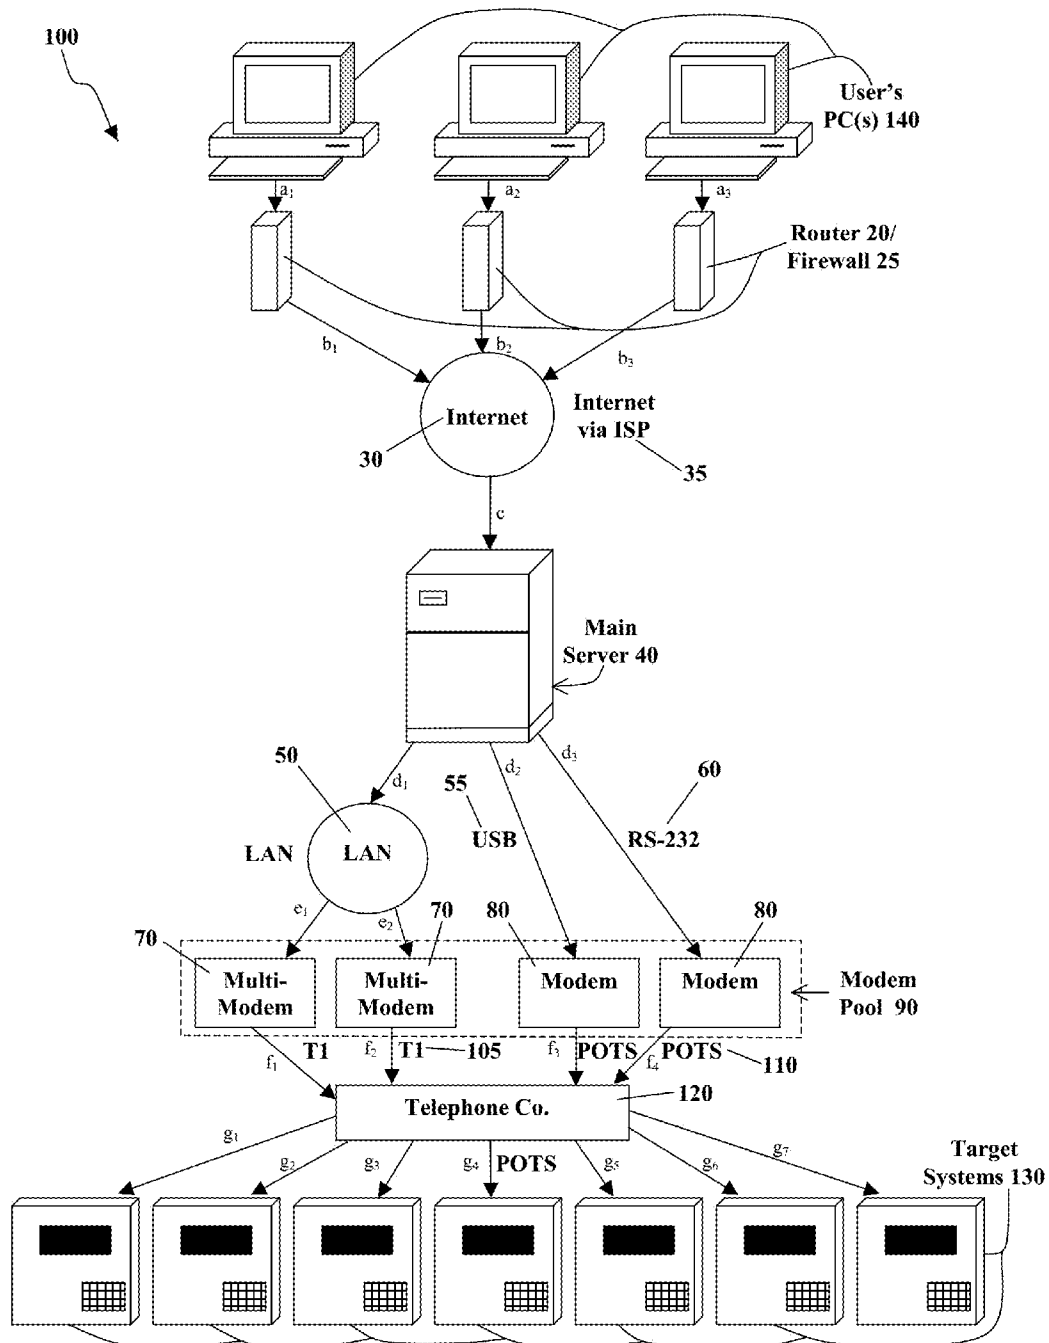 100
User's
PC(s) 140
a1
a2
a3
Router 20/
Firewall 25
b1
b2
b3
Internet
Internet
via ISP
30
35
c
Main
Server 40
50
d1
d2
d3
55
60
LAN
LAN
USB
RS-232
e1
e2
70
70
80
80
Multi-
Modem
Multi-
Modem
Modem
Modem
Modem
Pool 90
f1
T1
f2
T1
105
f3
POTS
f4
POTS
110
Telephone Co.
120
g1
g2
g3
g4
POTS
g5
g6
g7
Target
Systems 130